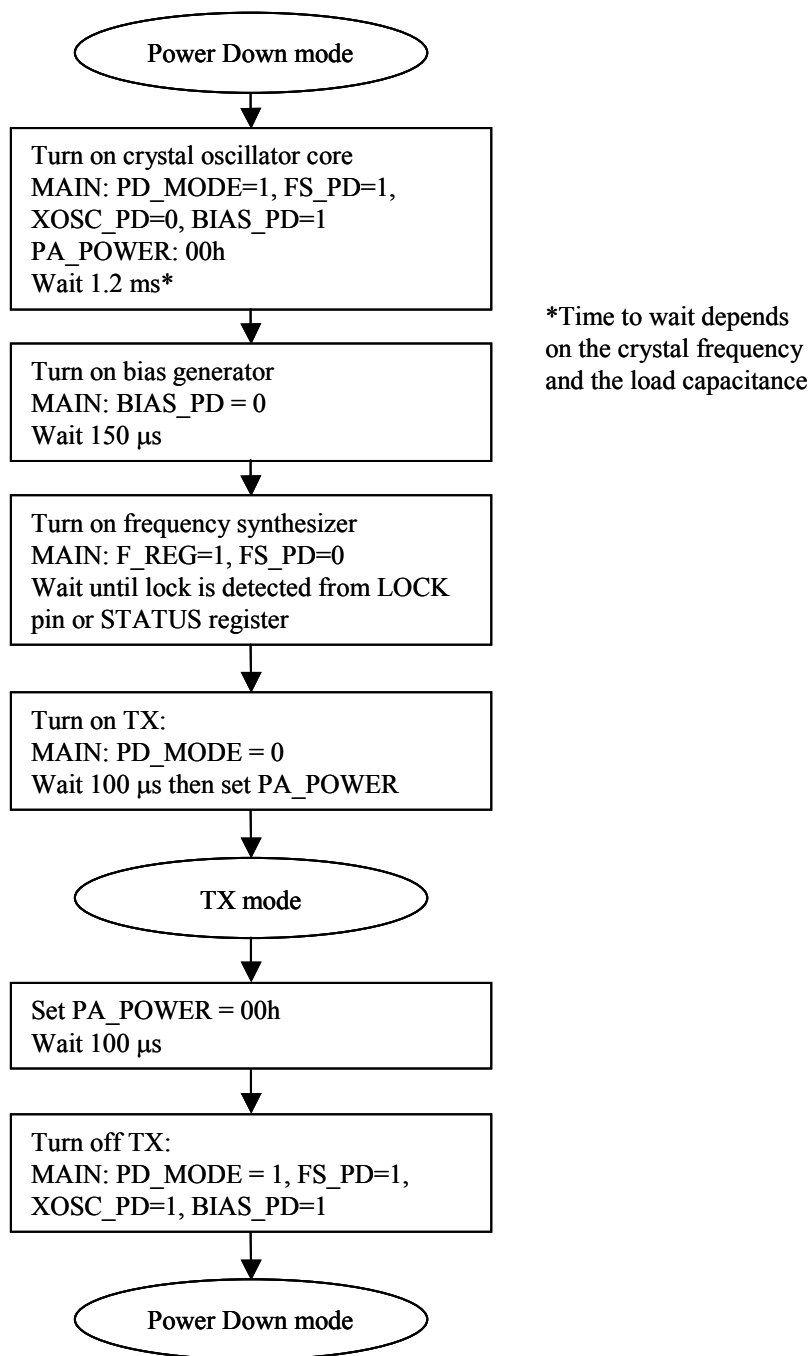 Power Down mode
Turn on crystal oscillator core
MAIN: PD_MODE=1, FS_PD=1,
XOSC_PD=0, BIAS_PD=1
PA_POWER: 00h
Wait 1.2 ms*
*Time to wait depends
on the crystal frequency
and the load capacitance
Turn on bias generator
MAIN: BIAS_PD = 0
Wait 150 μs
Turn on frequency synthesizer
MAIN: F_REG=1, FS_PD=0
Wait until lock is detected from LOCK
pin or STATUS register
Turn on TX:
MAIN: PD_MODE = 0
Wait 100 μs then set PA_POWER
TX mode
Set PA_POWER = 00h
Wait 100 μs
Turn off TX:
MAIN: PD_MODE = 1, FS_PD=1,
XOSC_PD=1, BIAS_PD=1
Power Down mode